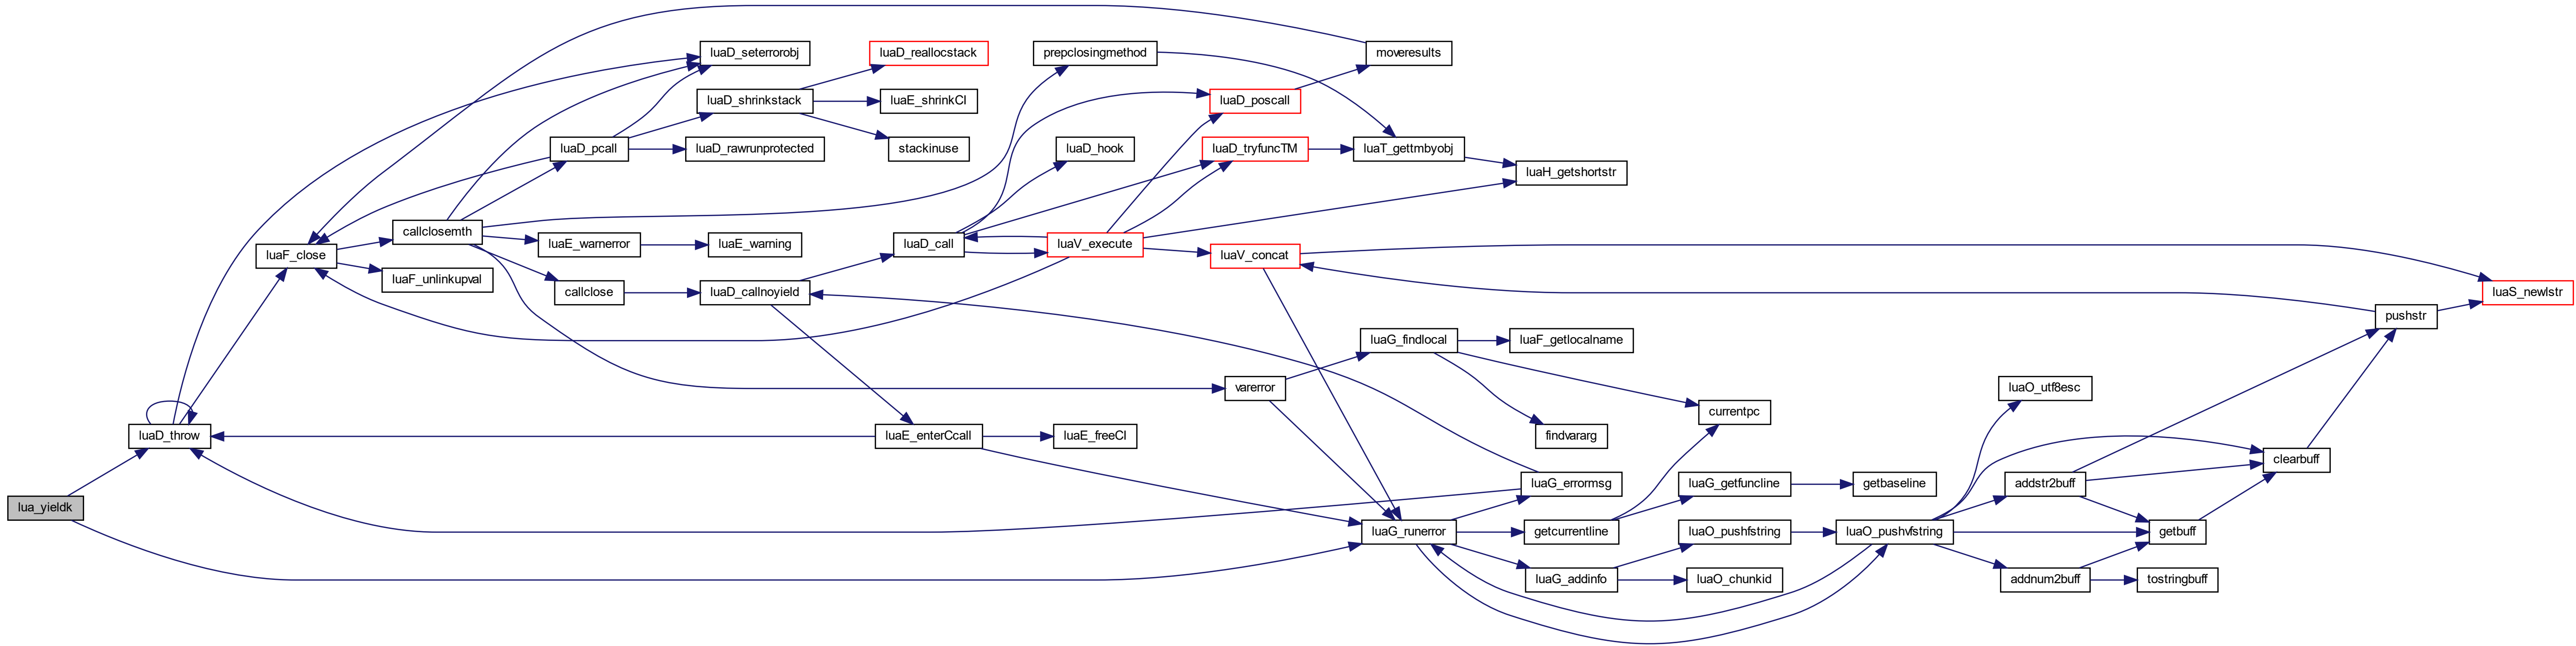 lua_yieldk
luaD_throw
luaF_close
callclosemth
luaF_unlinkupval
luaD_seterrorobj
luaD_pcall
luaD_shrinkstack
luaD_rawrunprotected
luaD_reallocstack
luaE_shrinkCI
stackinuse
luaE_warnerror
luaE_warning
callclose
luaD_callnoyield
luaD_call
luaE_enterCcall
luaE_freeCI
prepclosingmethod
luaD_hook
luaV_execute
luaD_poscall
luaD_tryfuncTM
luaV_concat
moveresults
luaT_gettmbyobj
luaH_getshortstr
varerror
luaG_findlocal
luaF_getlocalname
currentpc
findvararg
luaG_runerror
luaG_errormsg
getcurrentline
luaG_addinfo
luaG_getfuncline
getbaseline
luaO_pushfstring
luaO_chunkid
luaO_pushvfstring
luaO_utf8esc
addstr2buff
addnum2buff
tostringbuff
getbuff
clearbuff
pushstr
luaS_newlstr